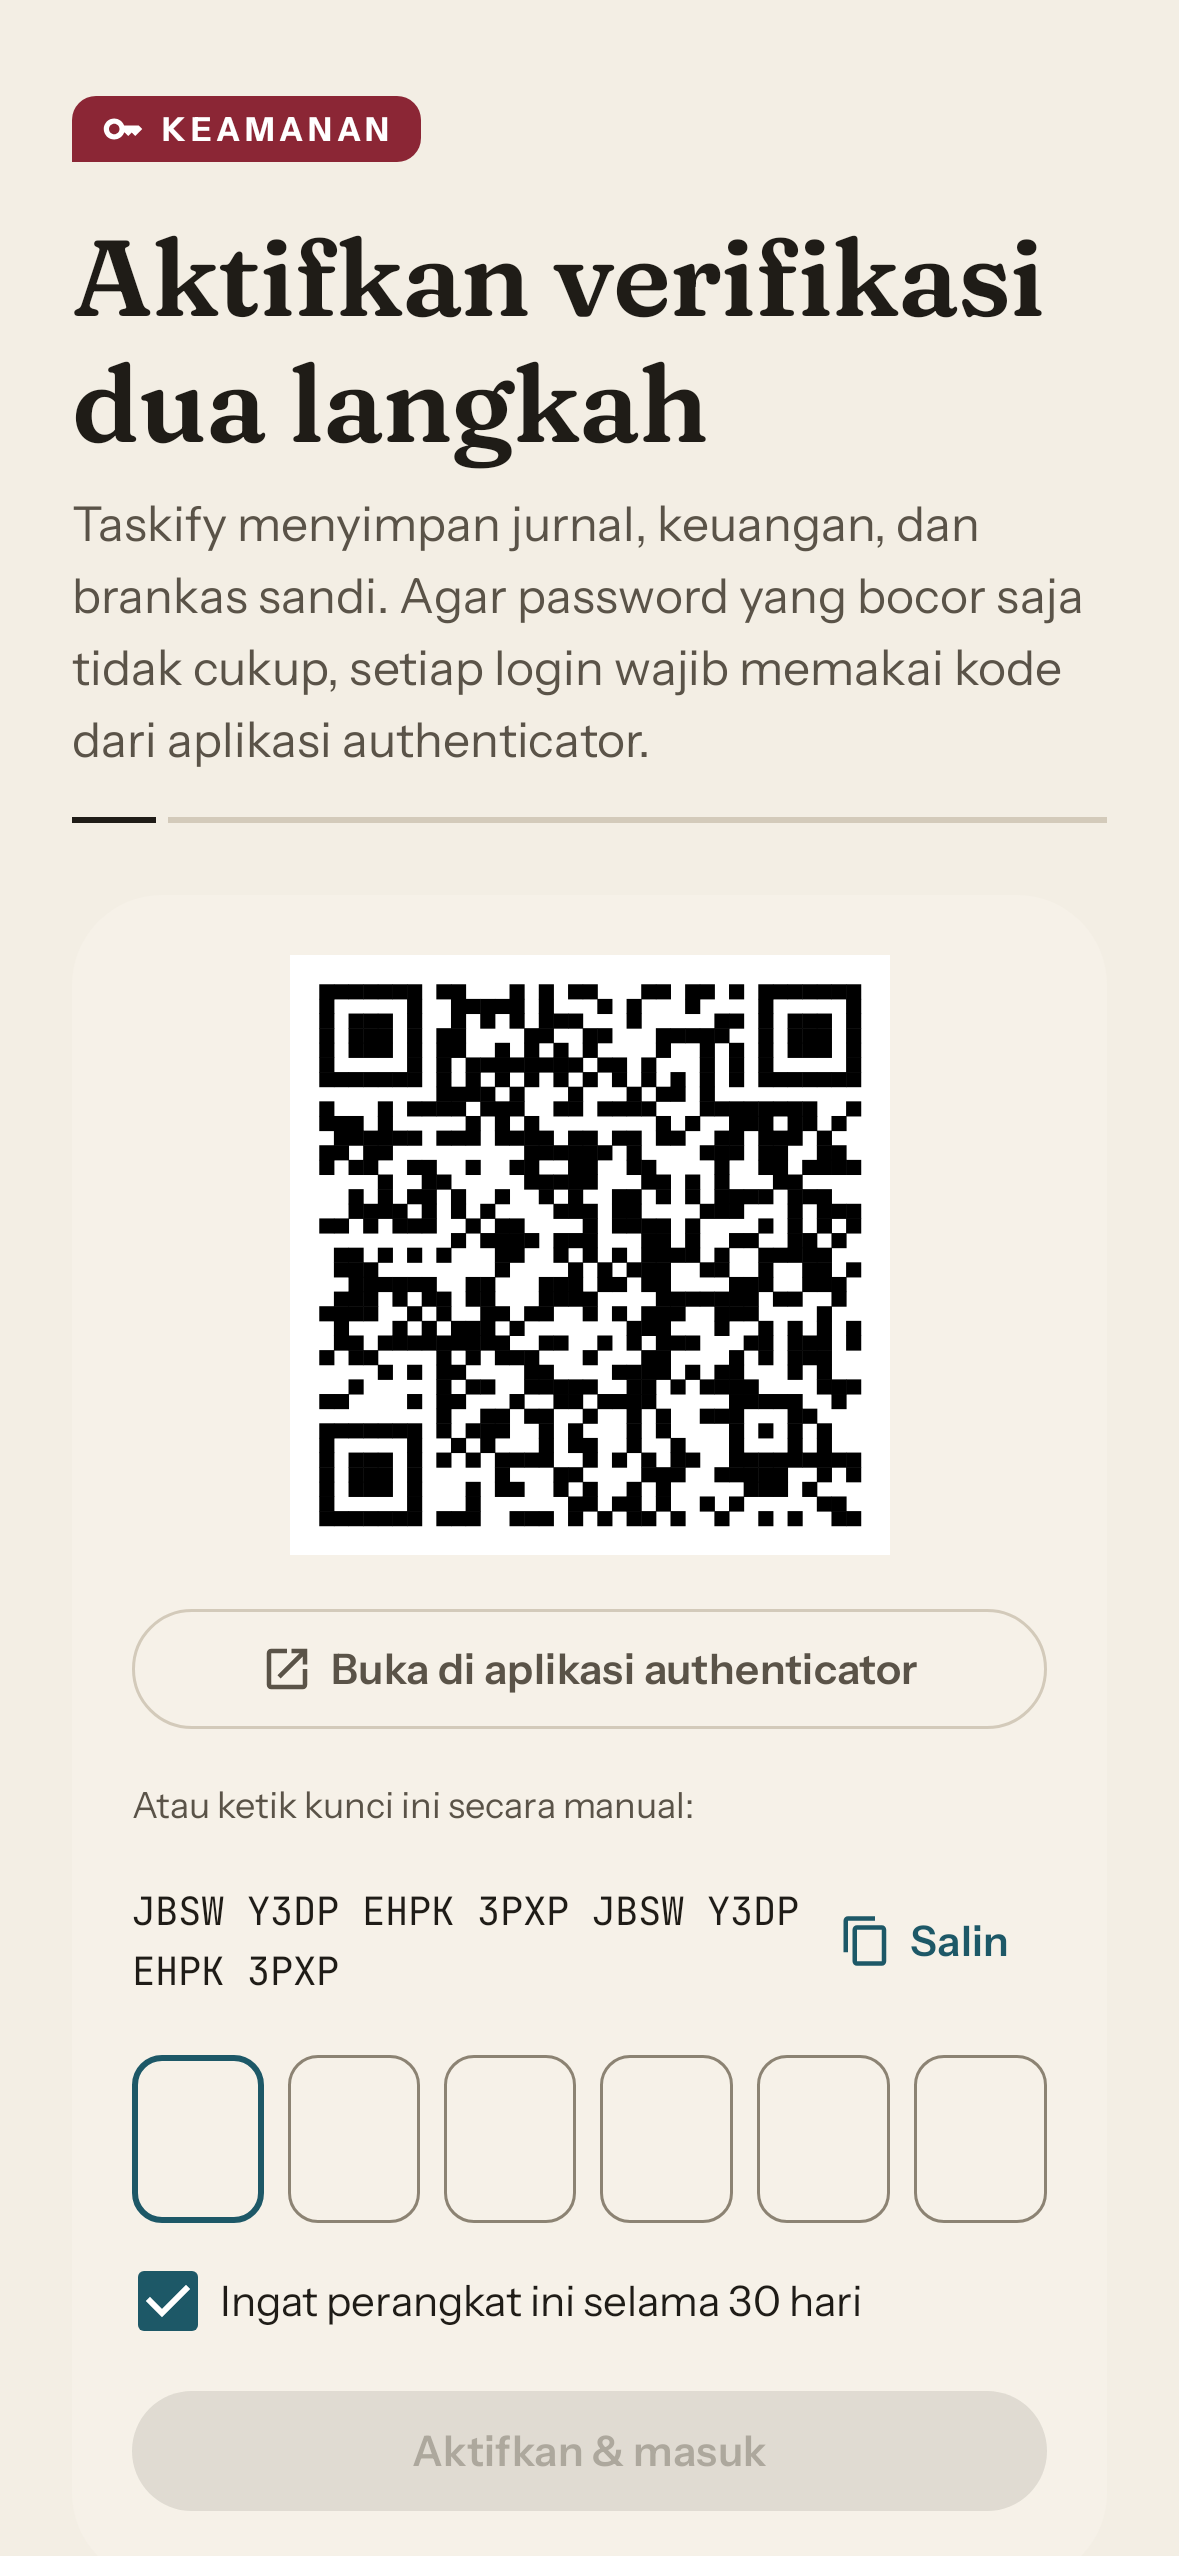 KEAMANAN
Aktifkan verifikasi
dua langkah
Taskify menyimpan jurnal, keuangan, dan
brankas sandi. Agar password yang bocor saja
tidak cukup, setiap login wajib memakai kode
dari aplikasi authenticator.
Buka di aplikasi authenticator
Atau ketik kunci ini secara manual:
JBSW Y3DP EHPK 3PXP JBSW Y3DP
EHPK 3PXP
Salin
Ingat perangkat ini selama 30 hari
Aktifkan & masuk